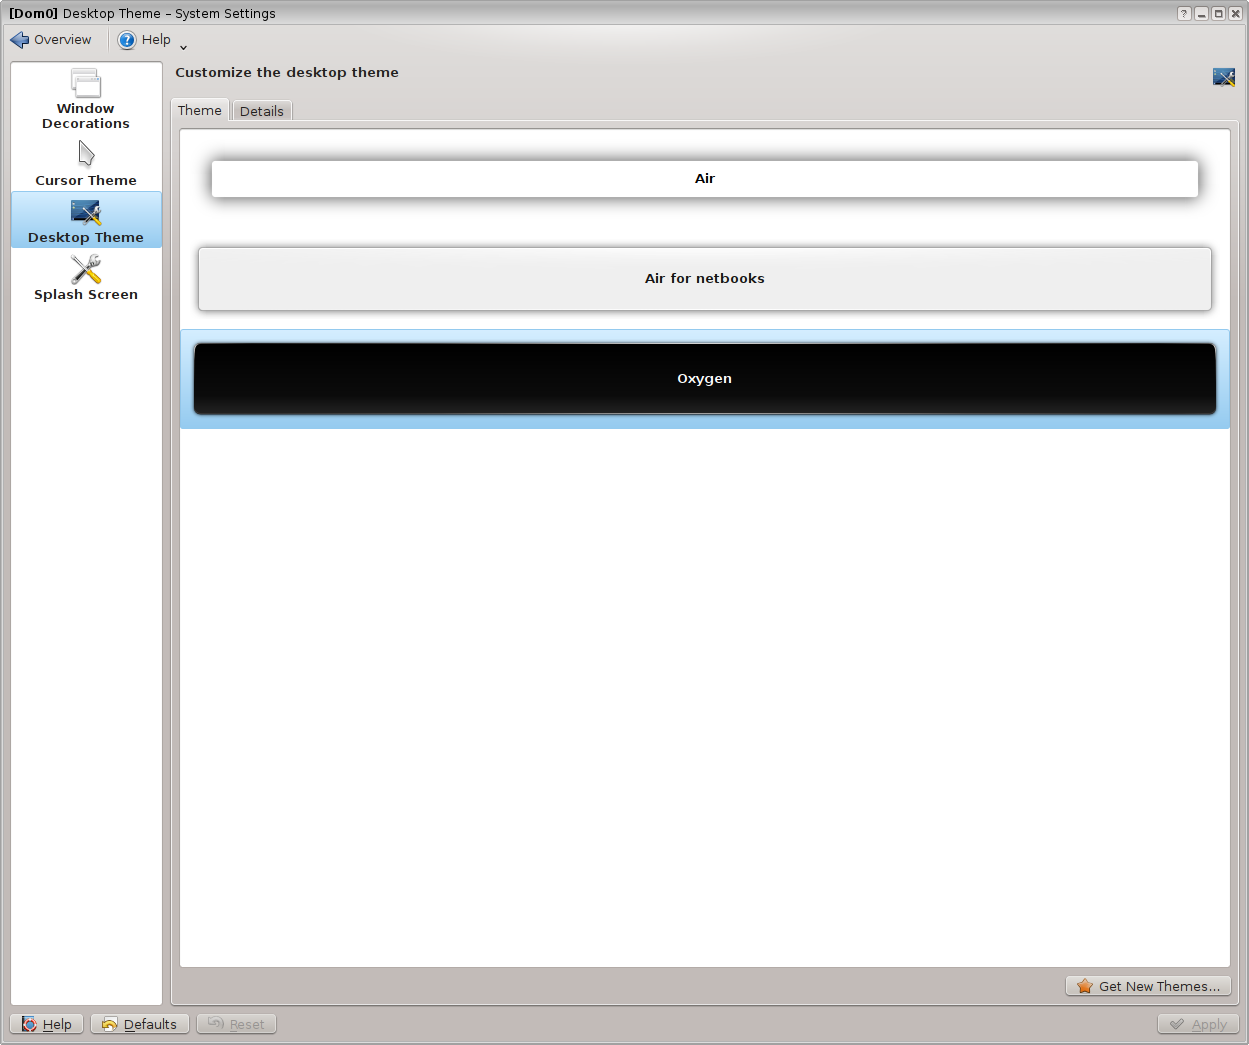 [Dom0] Desktop Theme – System Settings
Overview
Help
Customize the desktop theme
Window
Decorations
Cursor Theme
Desktop Theme
Splash Screen
Theme
Details
Air
Air for netbooks
Oxygen
Get New Themes...
Help
Defaults
Reset
Apply